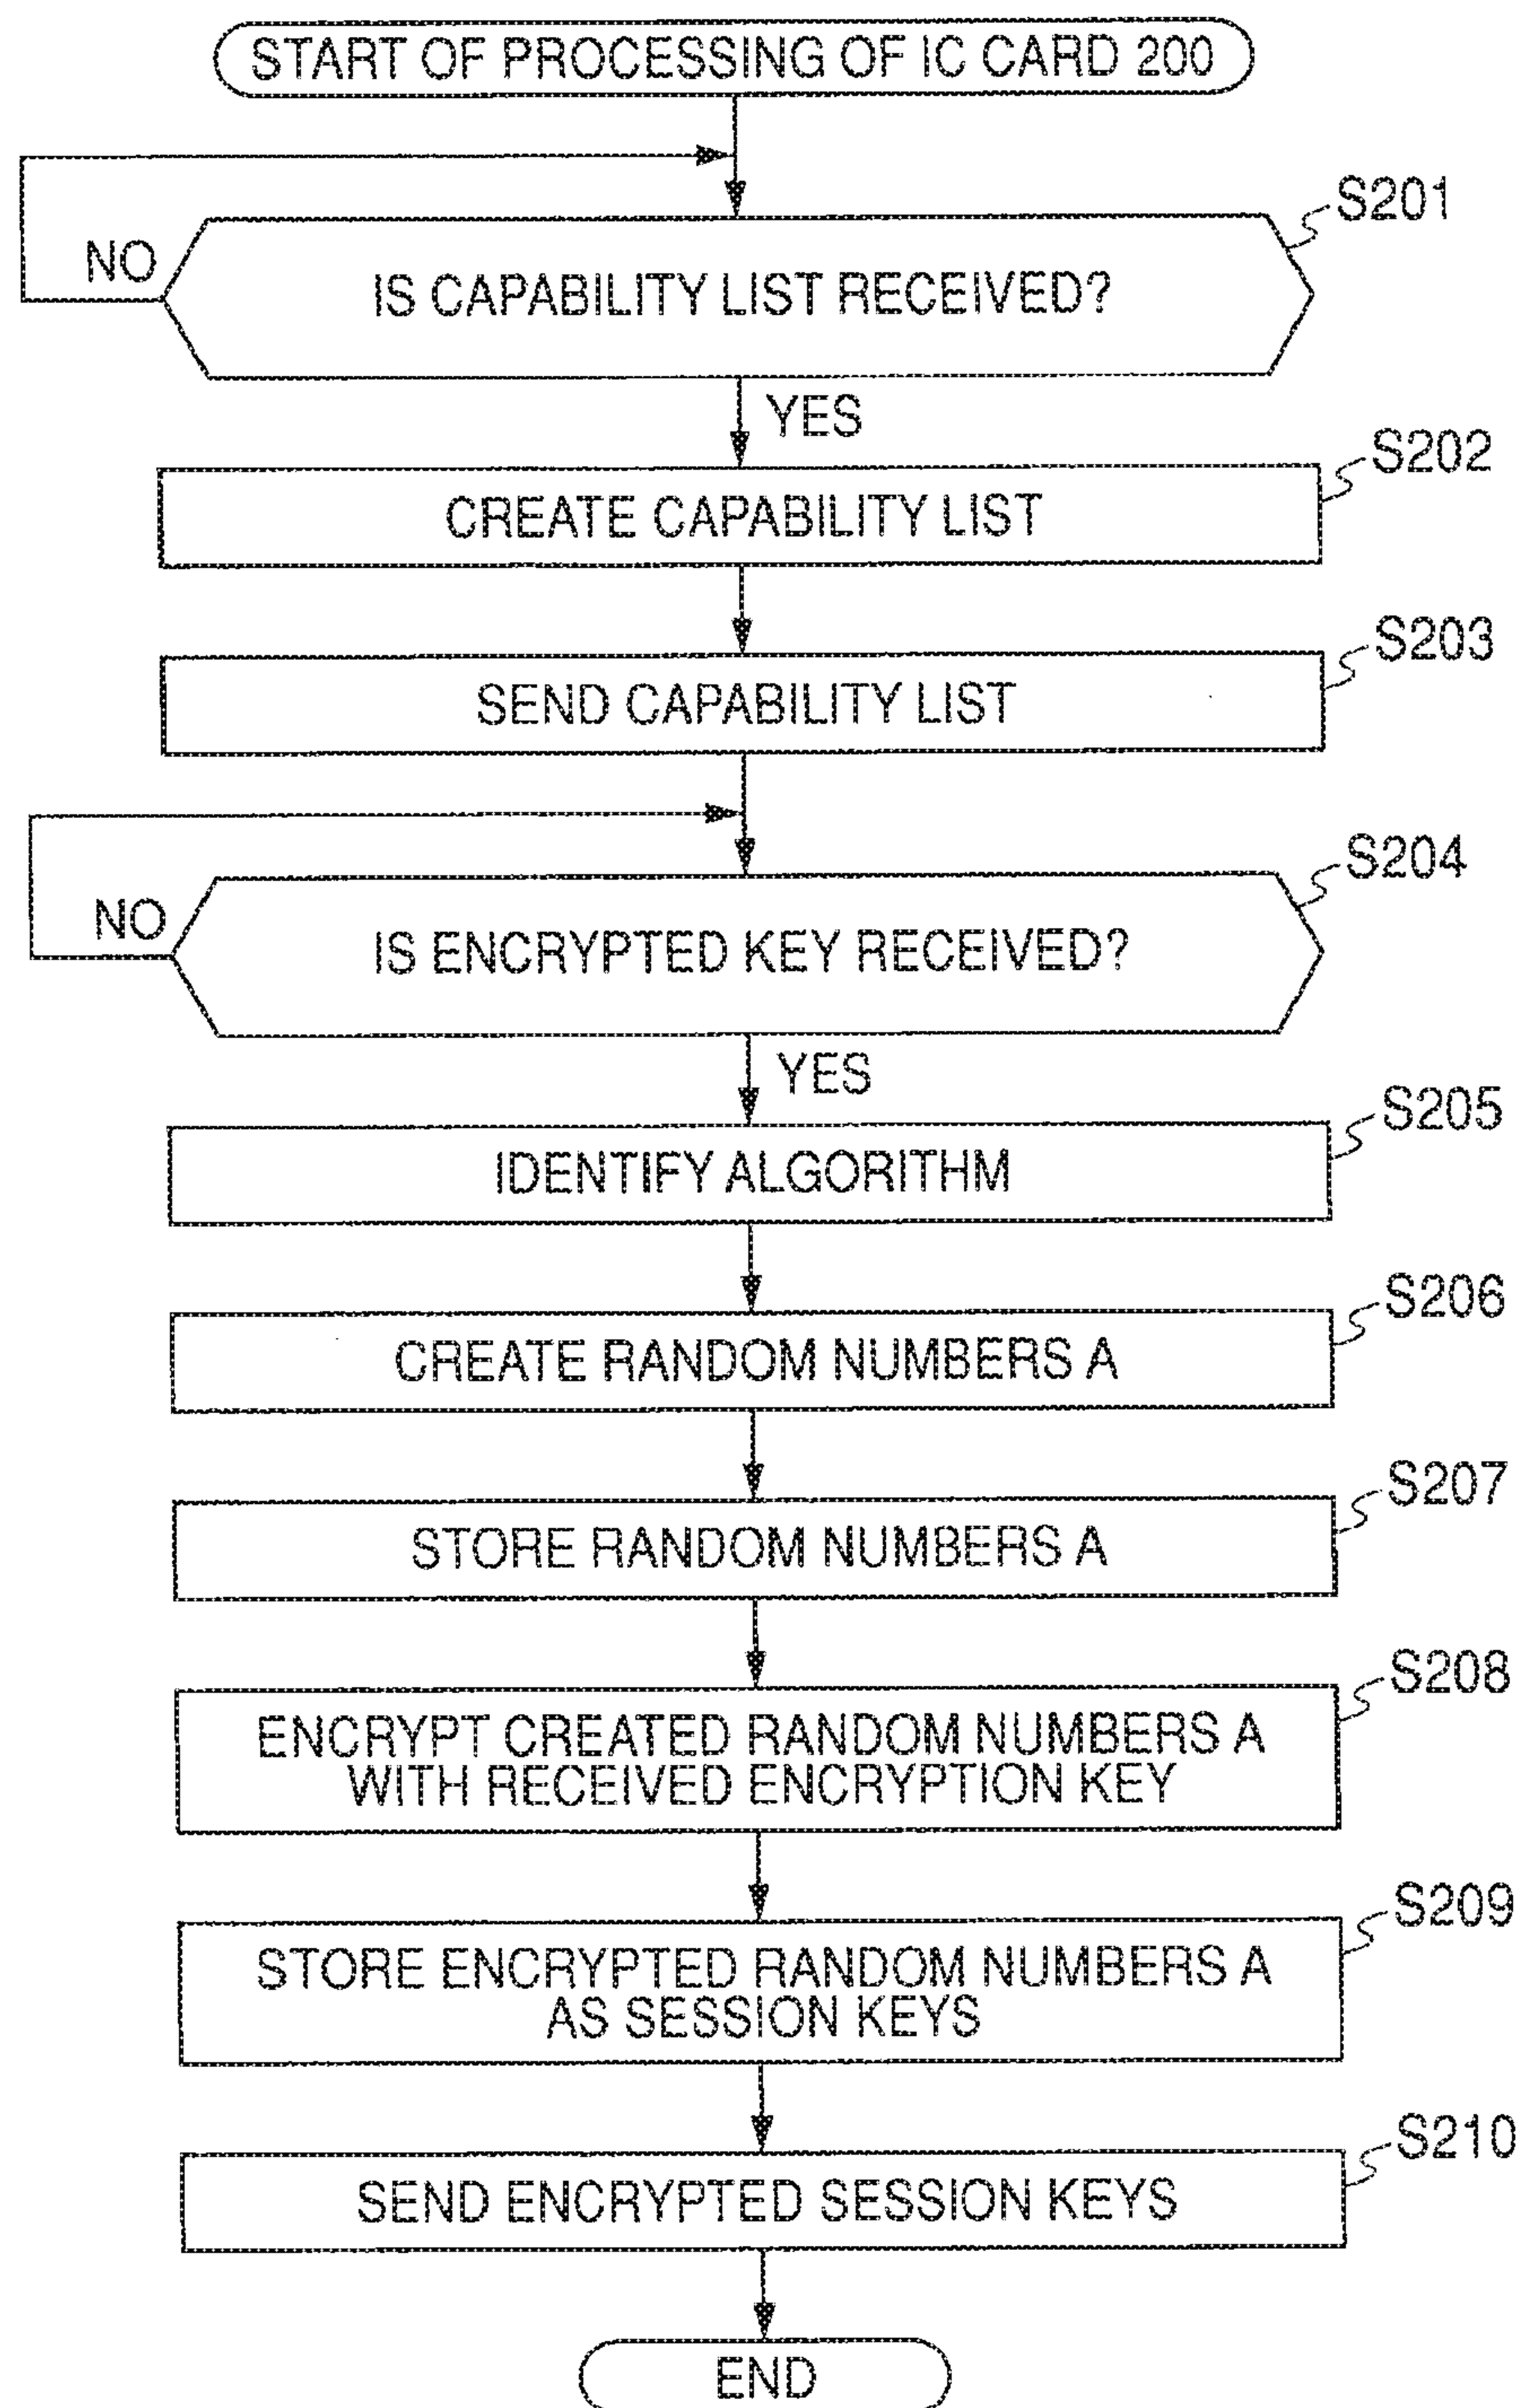 START OF PROCESSING OF IC CARD 200
S201
NO
IS CAPABILITY LIST RECEIVED?
YES
S202
CREATE CAPABILITY LIST
S203
SEND CAPABILITY LIST
S204
NO
IS ENCRYPTED KEY RECEIVED?
YES
S205
IDENTIFY ALGORITHM
S206
CREATE RANDOM NUMBERS A
S207
STORE RANDOM NUMBERS A
S208
ENCRYPT CREATED RANDOM NUMBERS A
WITH RECEIVED ENCRYPTION KEY
S209
STORE ENCRYPTED RANDOM NUMBERS A
AS SESSION KEYS
S210
SEND ENCRYPTED SESSION KEYS
END